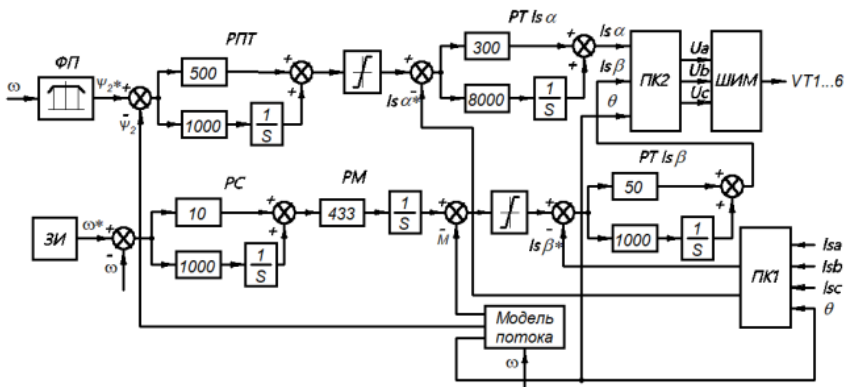 РПТ
РТ Is α
ФП
ω
Ψ₂*
+
-
Ψ₂
500
1000
1
S
+
+
+
-
Is α*
300
8000
1
S
+
+
Is α
Is β
θ
ПК2
Ua
Ub
Uc
ШИМ
VT1...6
РС
РМ
РТ Is β
ЗИ
ω*
+
-
ω
10
1000
1
S
+
+
433
1
S
+
-
M
+
-
Is β*
50
1000
1
S
+
+
ПК1
Isa
Isb
Isc
θ
Модель
потока
ω